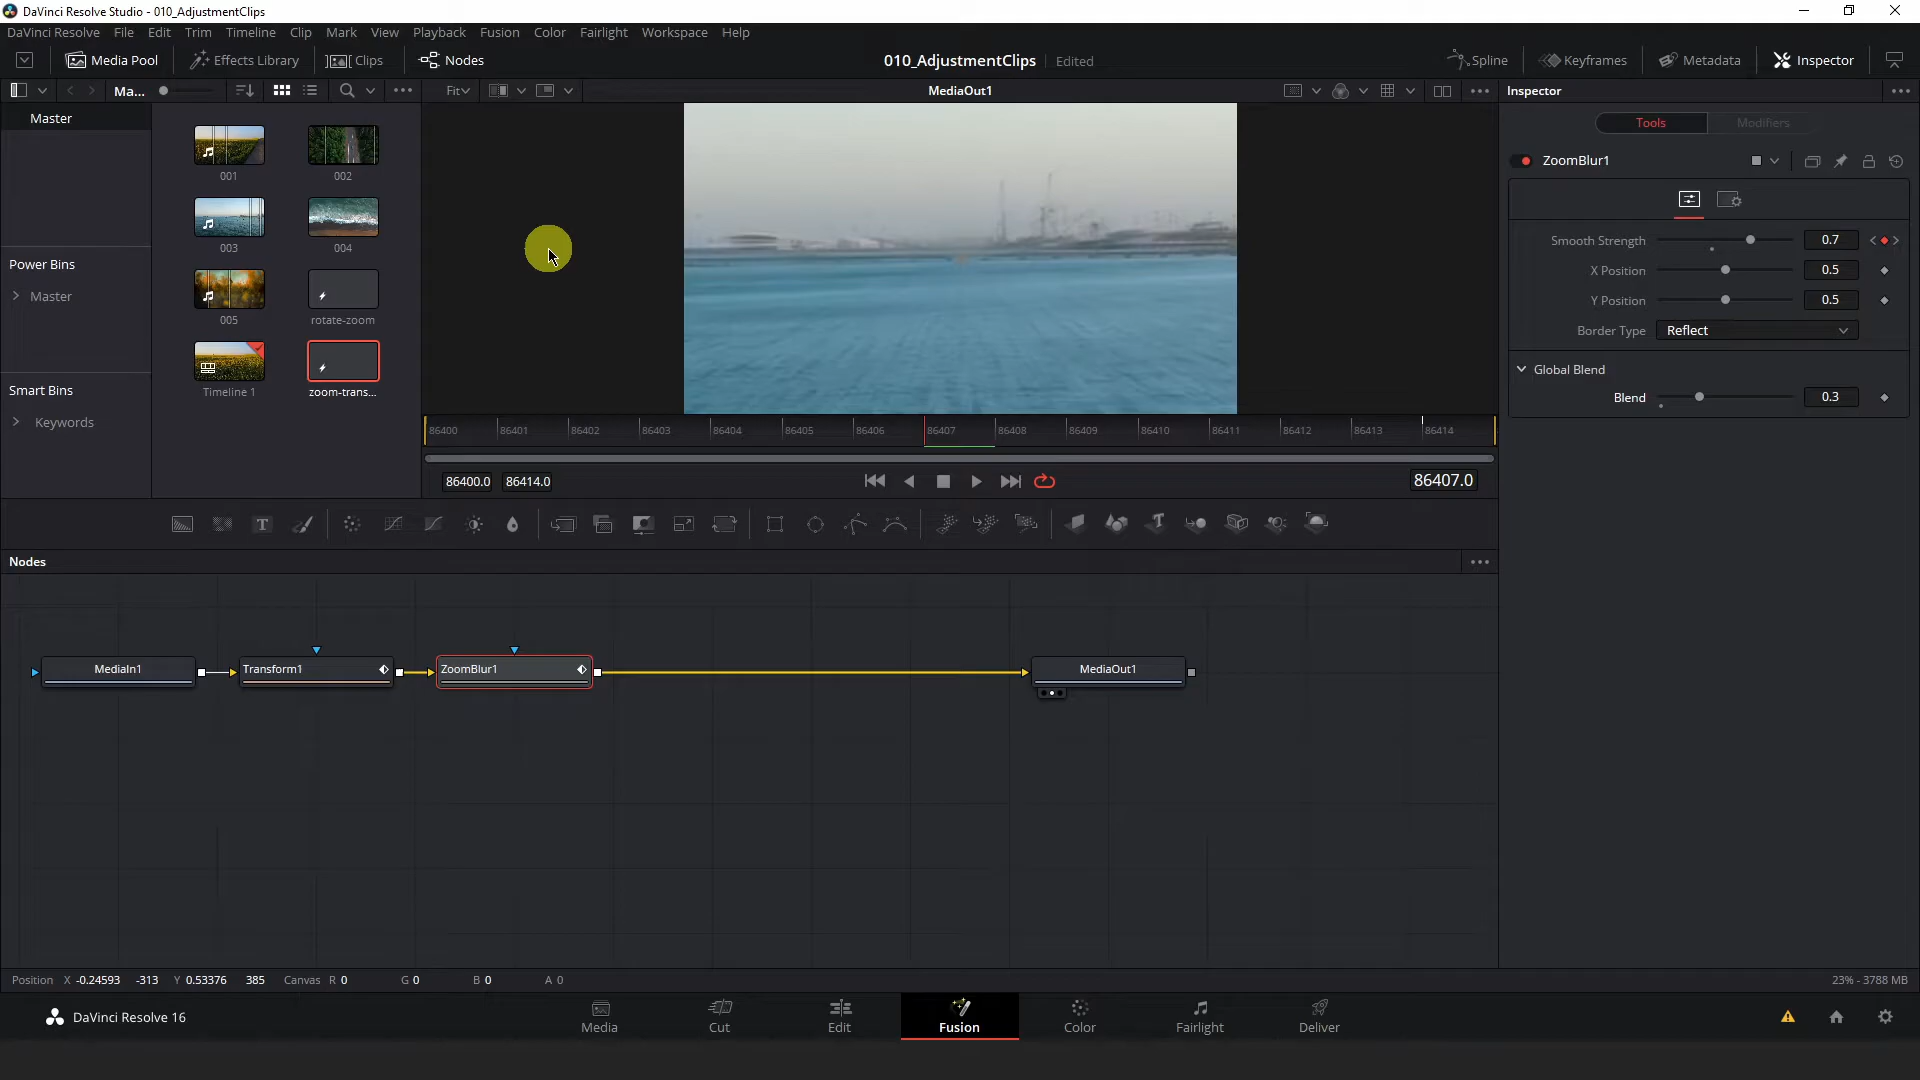 DaVinci Resolve Studio - 010_AdjustmentClips
DaVinci Resolve File Edit Trim Timeline Clip Mark View Playback Fusion Color Fairlight Workspace Help
Media Pool Effects Library Clips Nodes 010_AdjustmentClips Edited Spline Keyframes Metadata Inspector
Ma... Fit MediaOut1 Inspector
Master
Tools Modifiers
001 002
ZoomBlur1
003 004
Smooth Strength 0.7
Power Bins
X Position 0.5
Master
Y Position 0.5
005 rotate-zoom
Border Type Reflect
Smart Bins
Timeline 1 zoom-trans...
Global Blend
Keywords
Blend 0.3
86400 86401 86402 86403 86404 86405 86406 86407 86408 86409 86410 86411 86412 86413 86414
86400.0 86414.0 86407.0
T
Nodes
MediaIn1 Transform1 ZoomBlur1 MediaOut1
Position X -0.24593 -313 Y 0.53376 385 Canvas R 0 G 0 B 0 A 0 23% - 3788 MB
DaVinci Resolve 16
Media Cut Edit Fusion Color Fairlight Deliver